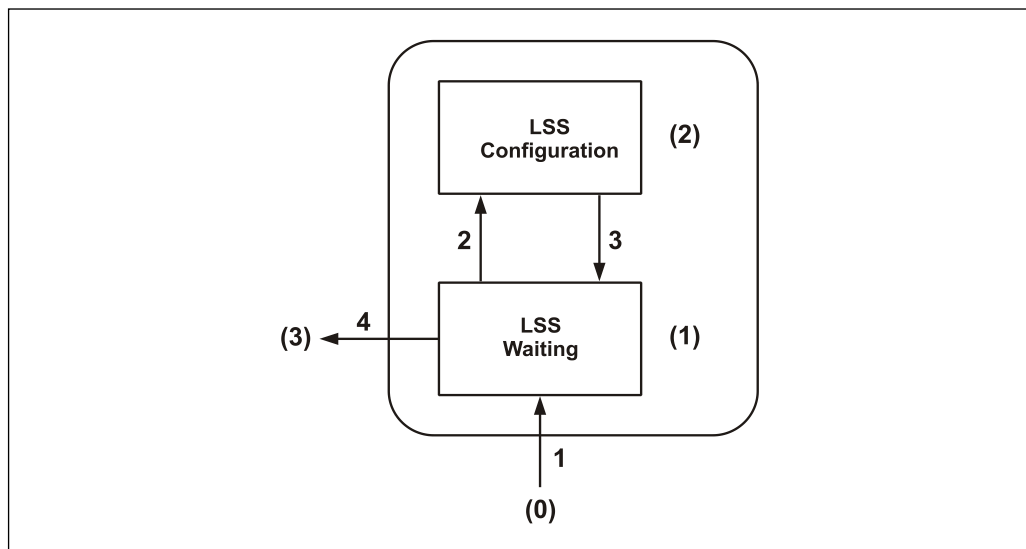 LSS
Configuration
(2)
2
3
LSS
Waiting
(1)
4
(3)
1
(0)